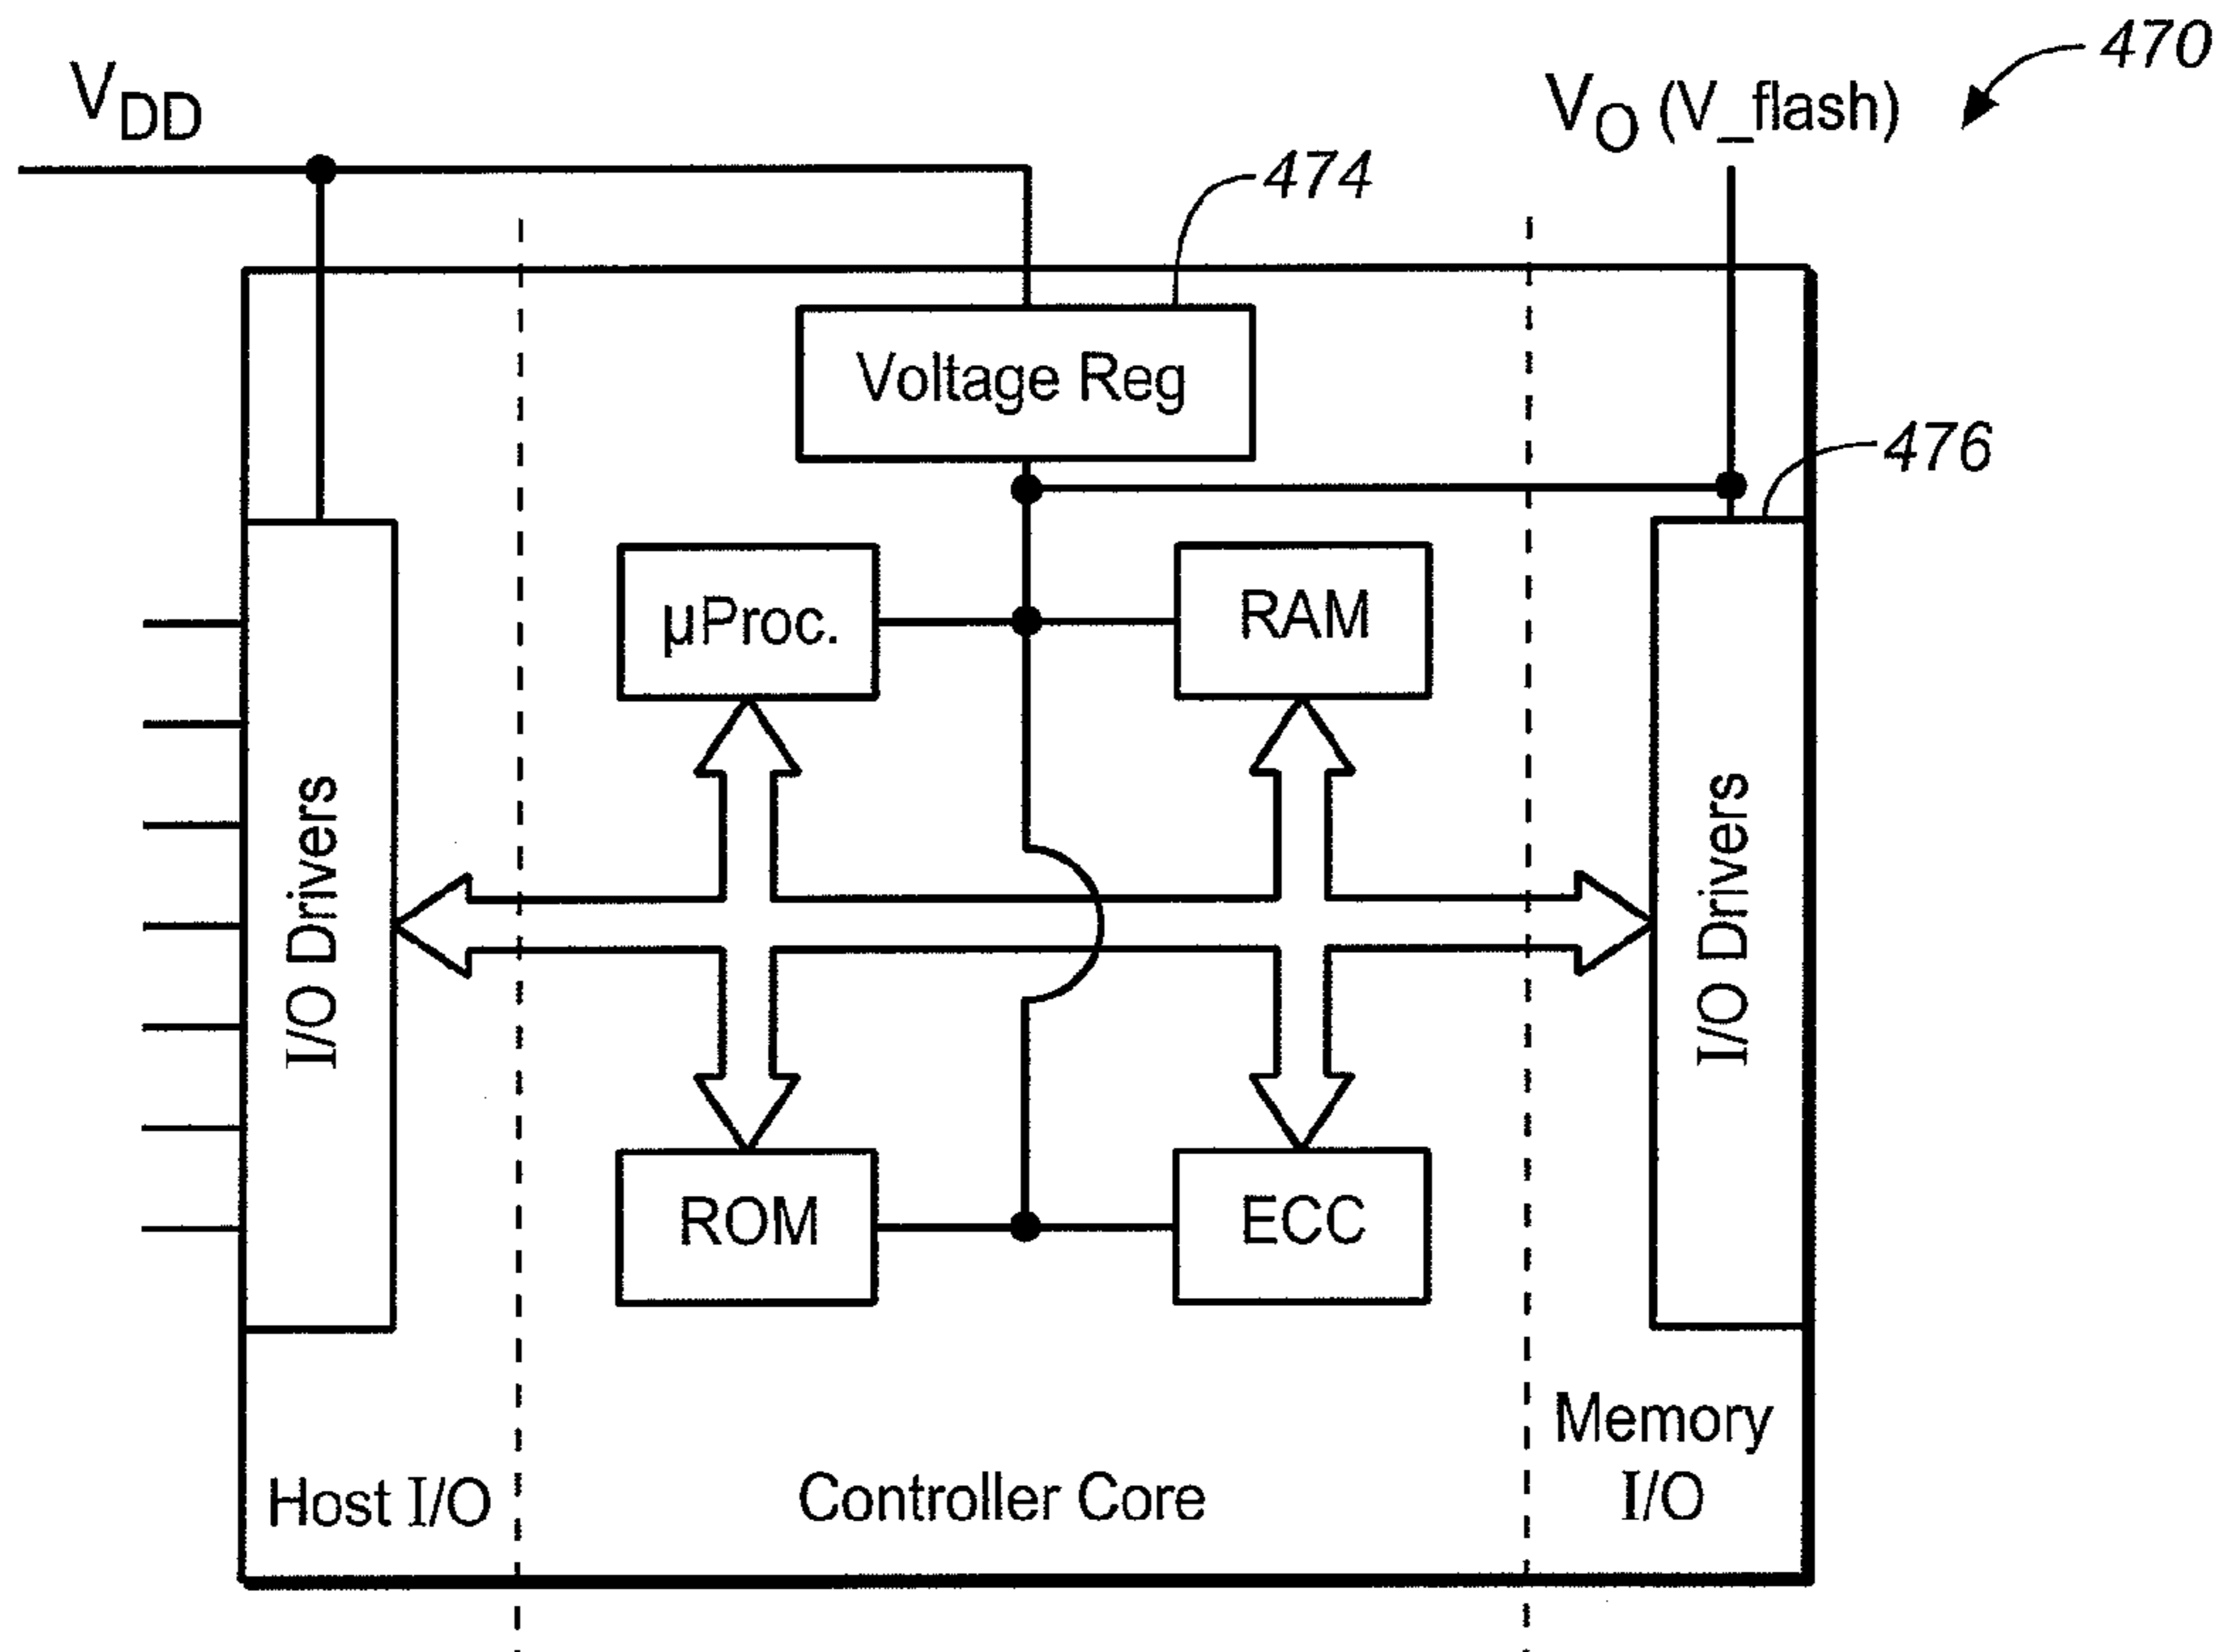 470
VDD
VO (V_flash)
474
Voltage Reg
476
µProc.
RAM
I/O Drivers
I/O Drivers
ROM
ECC
Memory
I/O
Host I/O
Controller Core